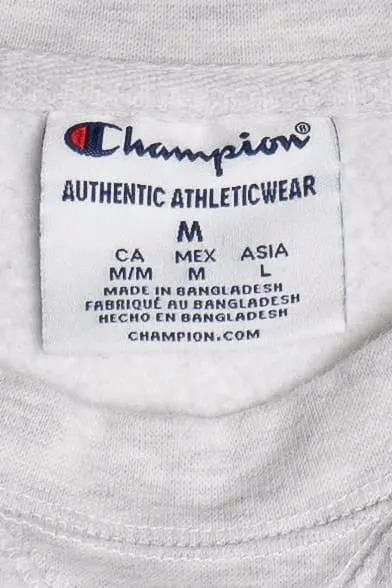 Champion®
AUTHENTIC ATHLETICWEAR
M
CA MEX ASIA
M/M M L
MADE IN BANGLADESH
FABRIQUÉ AU BANGLADESH
HECHO EN BANGLADESH
CHAMPION.COM